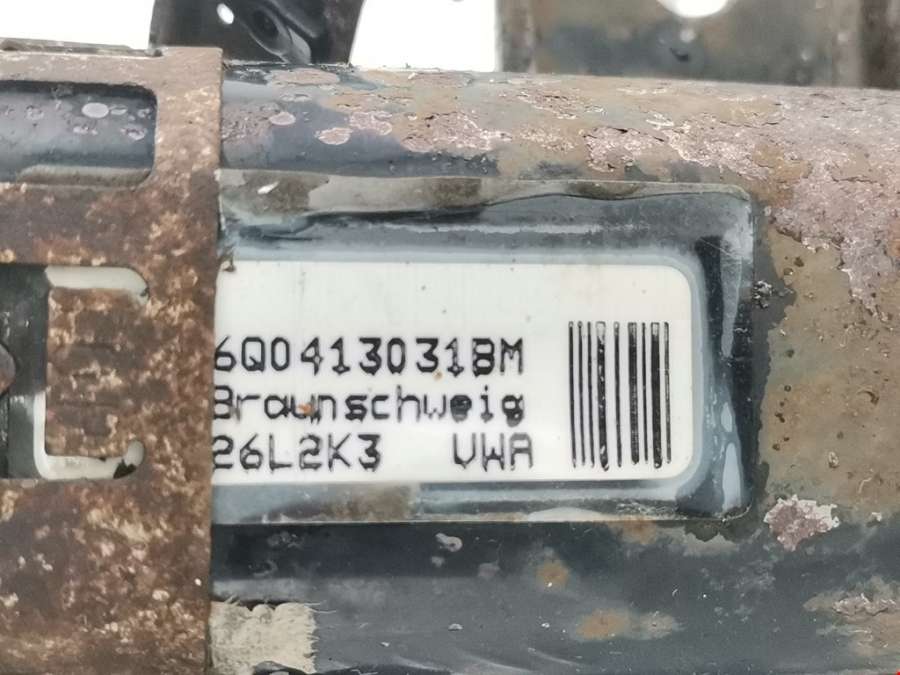 6Q0413031BM
Braunschweig
26L2K3 VWA